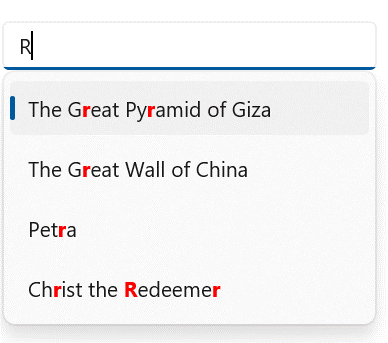 R
The Great Pyramid of Giza
The Great Wall of China
Petra
Christ the Redeemer